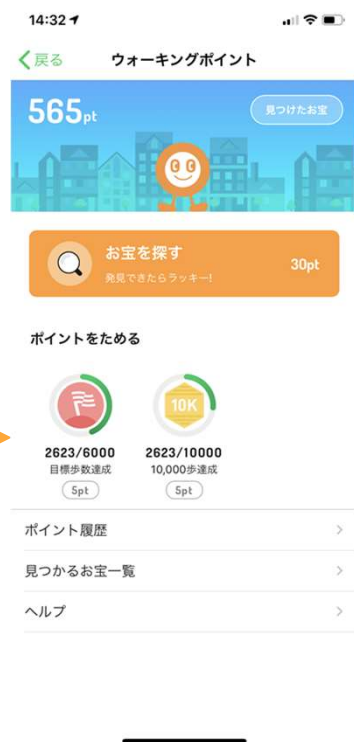 14:32
戻る
ウォーキングポイント
565pt
見つけたお宝
お宝を探す
発見できたらラッキー!
30pt
ポイントをためる
10K
2623/6000
2623/10000
目標歩数達成
10,000歩達成
5pt
5pt
ポイント履歴
見つかるお宝一覧
ヘルプ